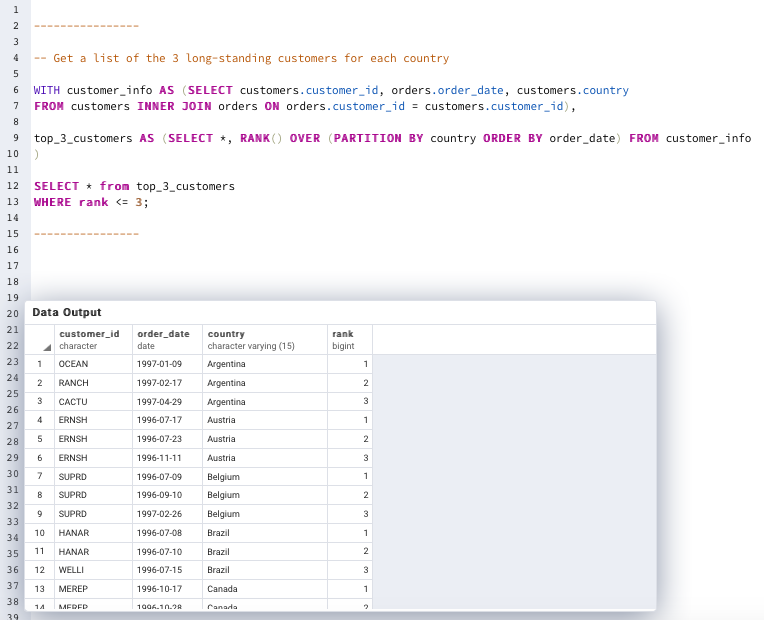 1
2 ---------------
3
4 -- Get a list of the 3 long-standing customers for each country
5
6 WITH customer_info AS (SELECT customers.customer_id, orders.order_date, customers.country
7 FROM customers INNER JOIN orders ON orders.customer_id = customers.customer_id),
8
9 top_3_customers AS (SELECT *, RANK() OVER (PARTITION BY country ORDER BY order_date) FROM customer_info
10 )
11
12 SELECT * from top_3_customers
13 WHERE rank <= 3;
14
15 ---------------
16
17
18
19
20 Data Output
21 customer_id order_date country rank
22 character date character varying (15) bigint
23 1 OCEAN 1997-01-09 Argentina 1
24 2 RANCH 1997-02-17 Argentina 2
25 3 CACTU 1997-04-29 Argentina 3
26 4 ERNSH 1996-07-17 Austria 1
27 5 ERNSH 1996-07-23 Austria 2
28
29 6 ERNSH 1996-11-11 Austria 3
30 7 SUPRD 1996-07-09 Belgium 1
31 8 SUPRD 1996-09-10 Belgium 2
32 9 SUPRD 1997-02-26 Belgium 3
33 10 HANAR 1996-07-08 Brazil 1
34
35 11 HANAR 1996-07-10 Brazil 2
36 12 WELLI 1996-07-15 Brazil 3
37 13 MEREP 1996-10-17 Canada 1
38 14 MEREP 1996-10-28 Canada 2
39